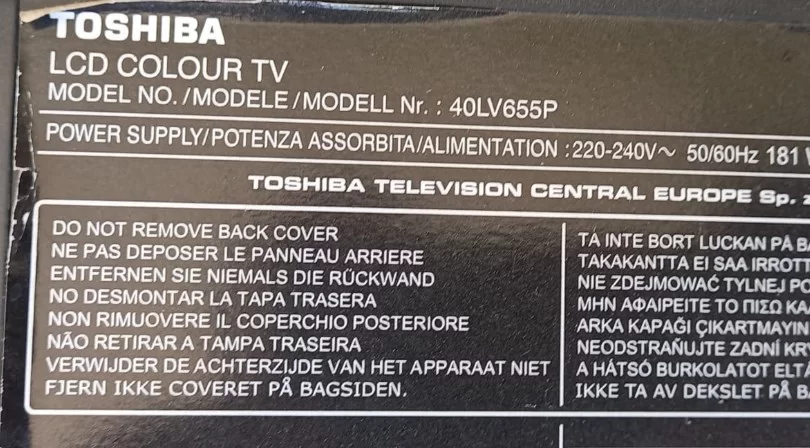 TOSHIBA
LCD COLOUR TV
MODEL NO./MODELE/MODELL Nr. : 40LV655P
POWER SUPPLY/POTENZA ASSORBITA/ALIMENTATION :220-240V～ 50/60Hz 181
TOSHIBA TELEVISION CENTRAL EUROPE Sp.
DO NOT REMOVE BACK COVER
NE PAS DEPOSER LE PANNEAU ARRIERE
ENTFERNEN SIE NIEMALS DIE RÜCKWAND
NO DESMONTAR LA TAPA TRASERA
NON RIMUOVERE IL COPERCHIO POSTERIORE
NÃO RETIRAR A TAMPA TRASEIRA
VERWIJDER DE ACHTERZIJDE VAN HET APPARAAT NIET
FJERN IKKE COVERET PÅ BAGSIDEN.
TA INTE BORT LUCKAN PÅ
TAKAKANTTA EI SAA
NIE ZDEJMOWAĆ TYLNEJ
ΜΗΝ ΑΦΑΙΡΕΙΤΕ ΤΟ ΠΙΣΩ
ARKA KAPAĞI
NEODSTRAŇUJTE ZADNÍ
A HÁTSÓ BURKOLATOT
IKKE TA AV DEKSLET PÅ